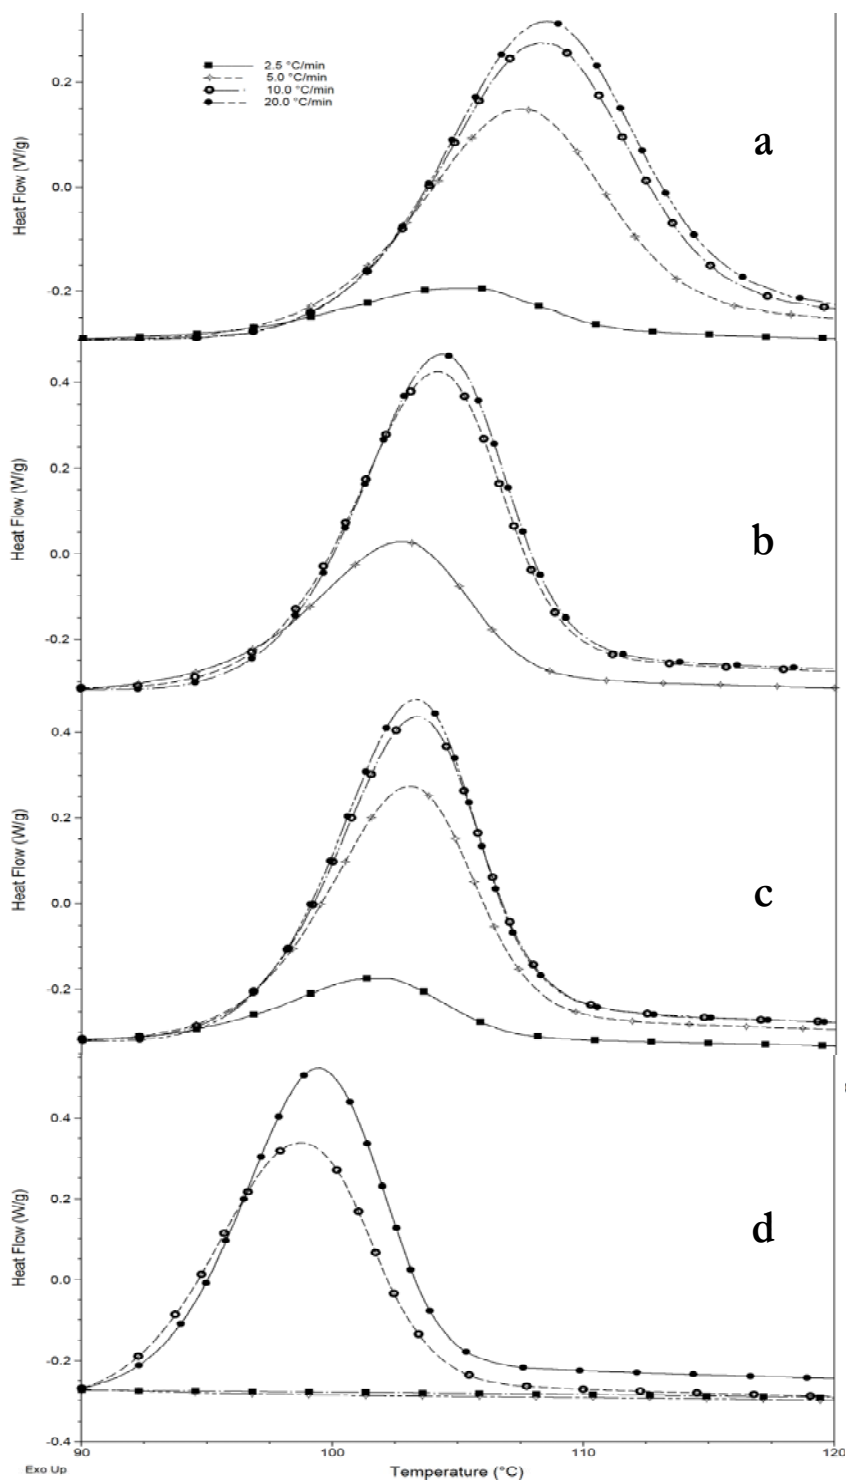 2.5 °C/min
5.0 °C/min
10.0 °C/min
20.0 °C/min
a
0.2
0.0
-0.2
Heat Flow (W/g)
b
0.4
0.2
0.0
-0.2
Heat Flow (W/g)
c
0.4
0.2
0.0
-0.2
Heat Flow (W/g)
d
0.4
0.2
0.0
-0.2
-0.4
Heat Flow (W/g)
90 100 110 120
Exo Up
Temperature (°C)